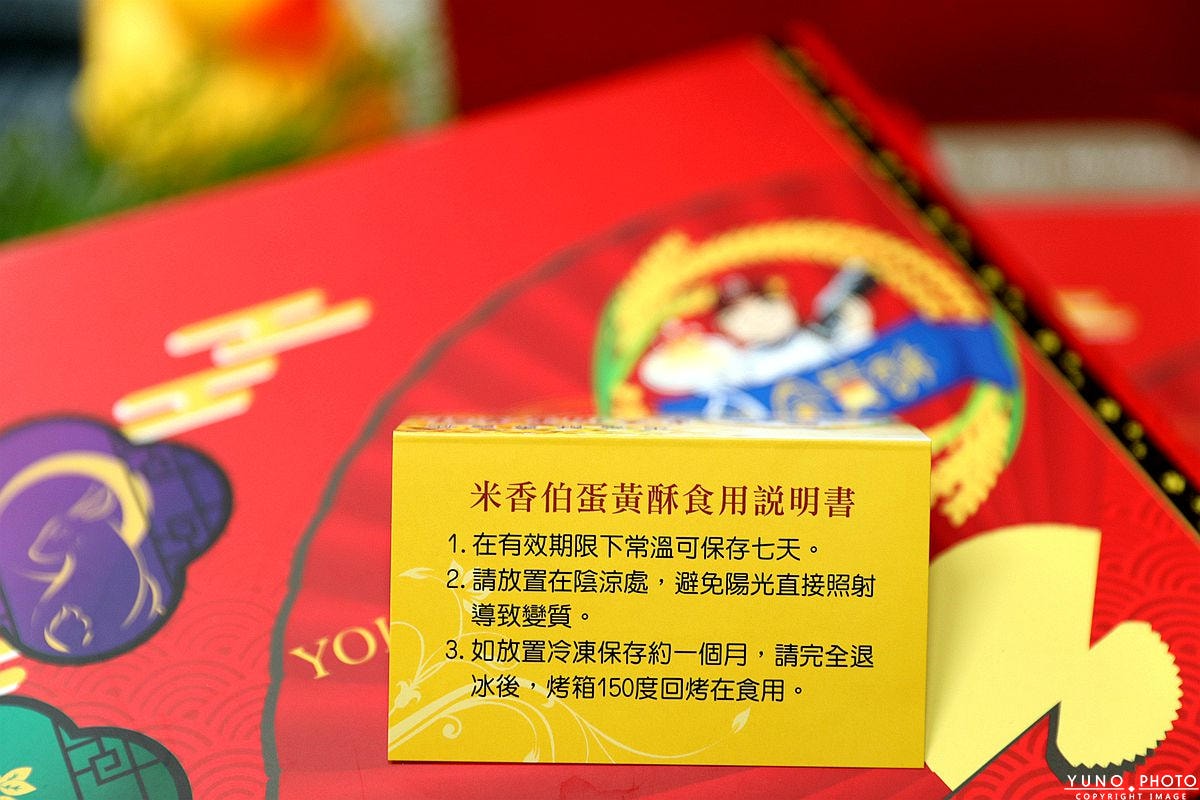 米香伯蛋黃酥食用説明書
1. 在有效期限下常溫可保存七天。
2. 請放置在陰涼處，避免陽光直接照射
導致變質。
3. 如放置冷凍保存約一個月，請完全退
冰後，烤箱150度回烤在食用。
YUNO PHOTO
COPYRIGHT IMAGE